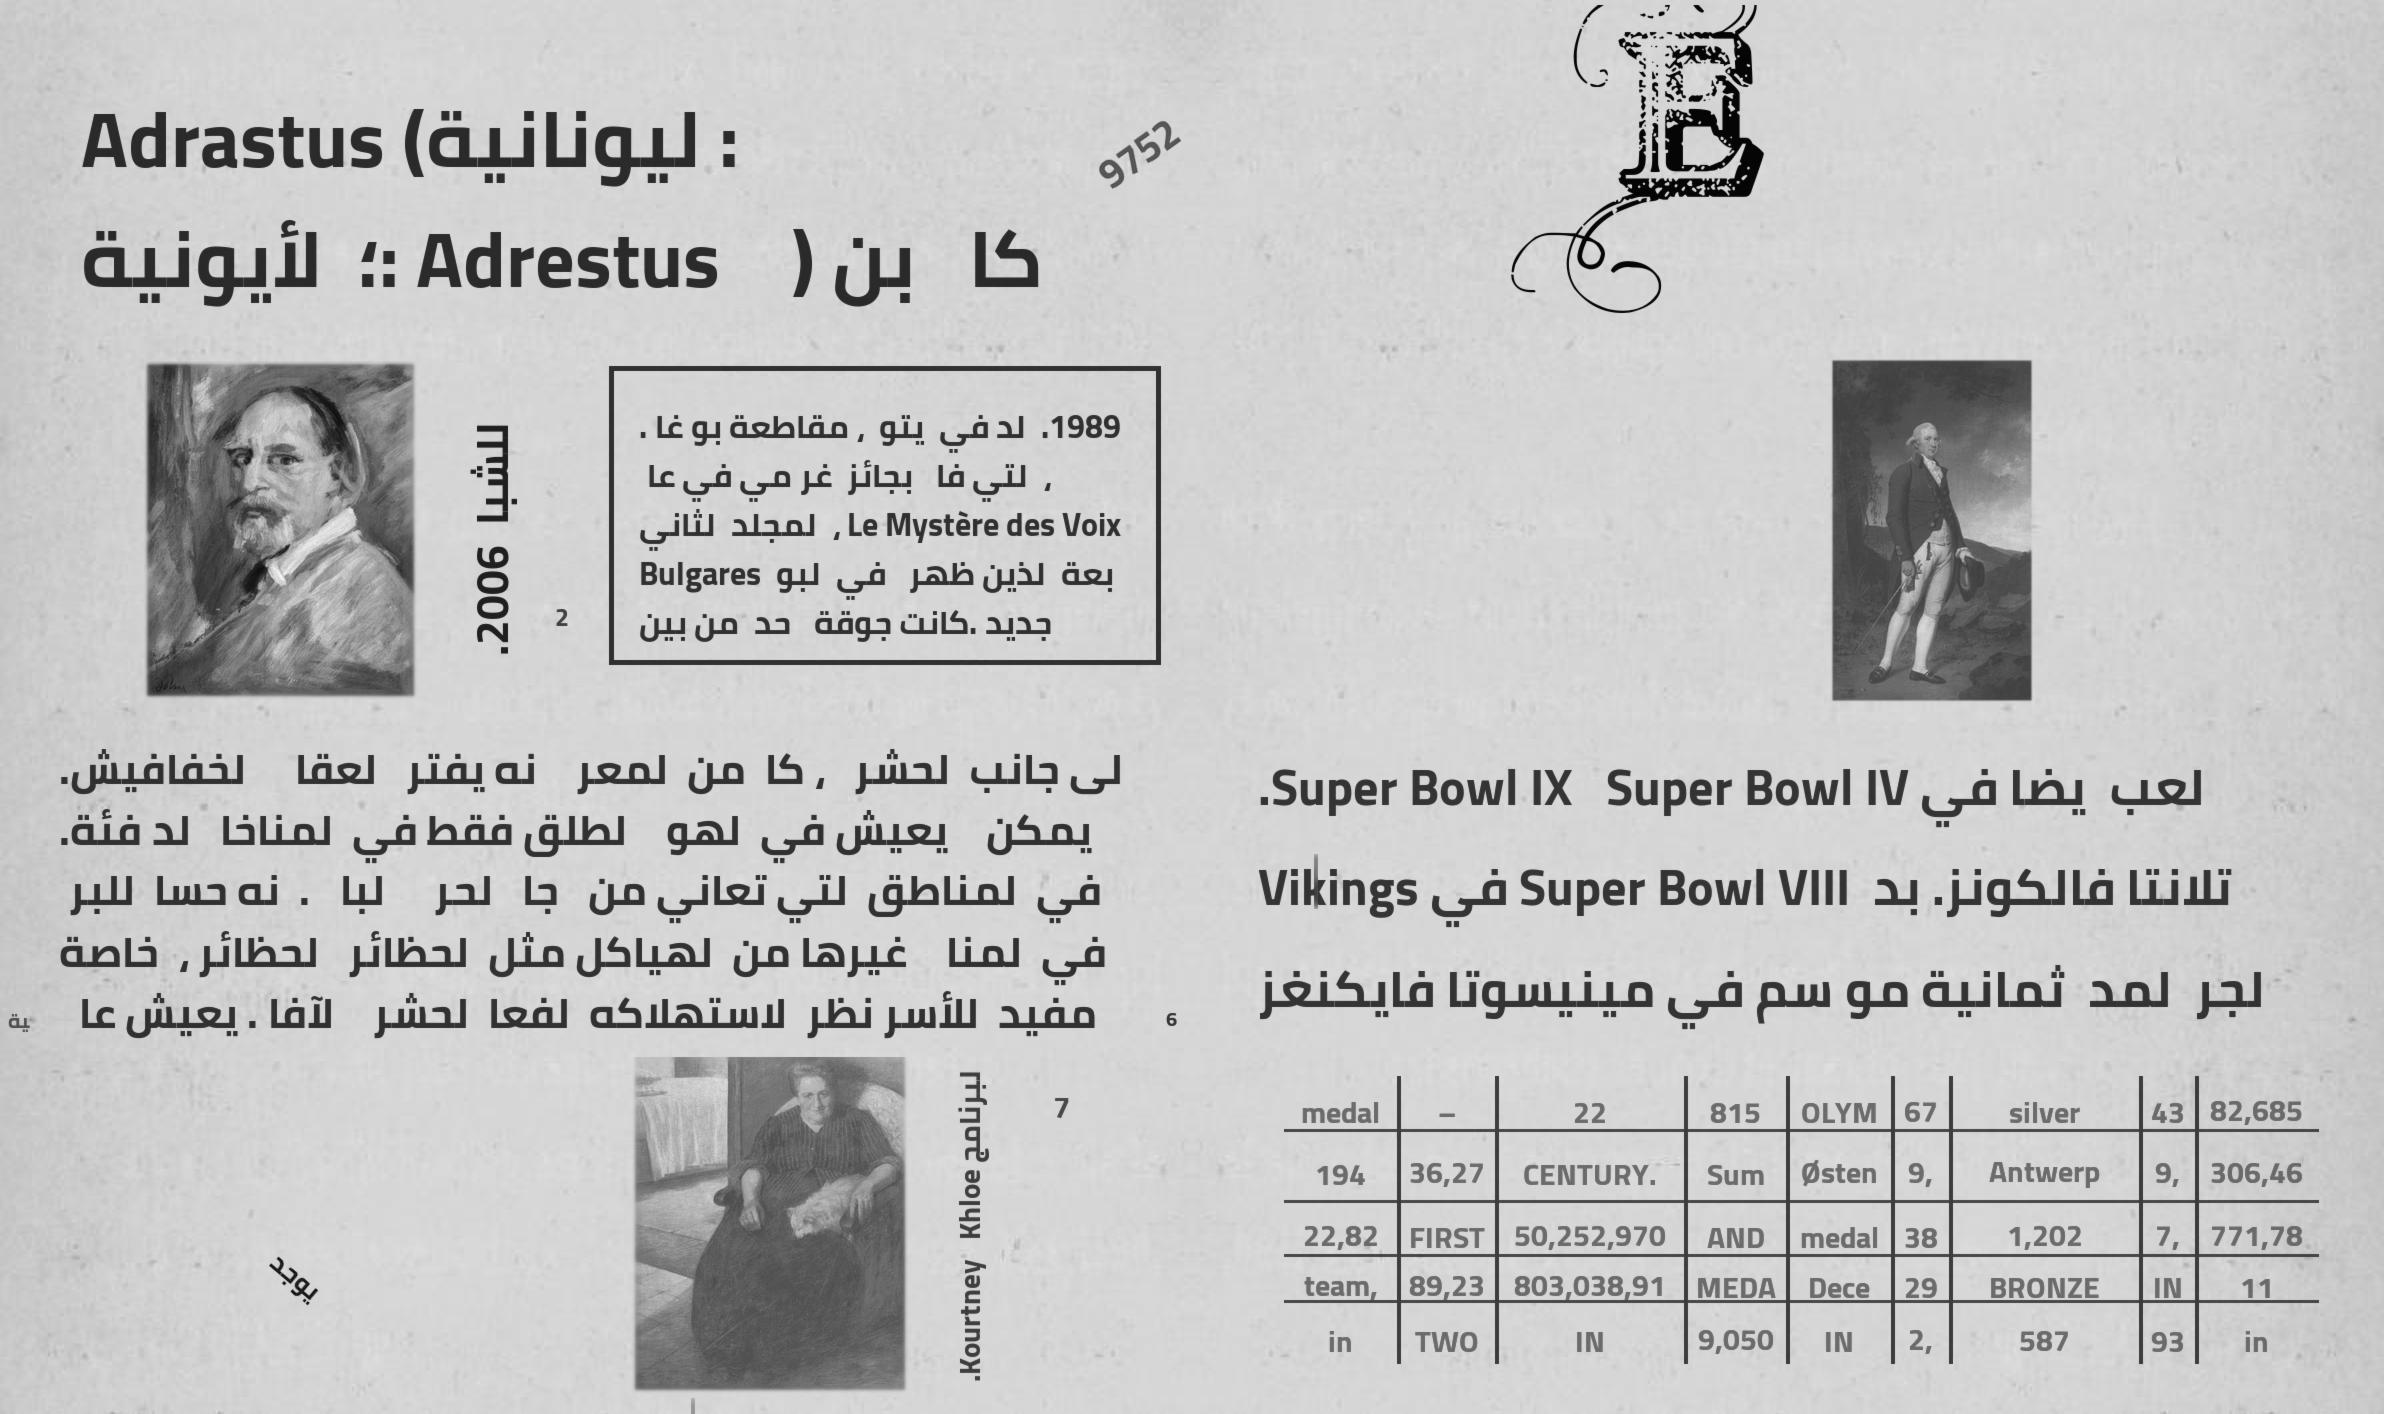 Adrastus (ليونانية :
كا بن ( Adrestus :؛ لأيونية
9752
E
للشبا 2006.
2
1989. لد في يتو , مقاطعة بو غا .
, لتي فا بجائز غر مي في عا
Le Mystère des Voix , لمجلد لثاني
بعة لذين ظهر في لبو Bulgares
جديد .كانت جوقة حد من بين
لى جانب لحشر , كا من لمعر نه يفتر لعقا لخفافيش.
يمكن يعيش في لهو لطلق فقط في لمناخا لد فئة.
في لمناطق لتي تعاني من جا لحر لبا . نه حسا للبر
في لمنا غيرها من لهياكل مثل لحظائر لحظائر , خاصة
مفيد للأسر نظر لاستهلاكه لفعا لحشر لآفا . يعيش عا
ية
6
لبرنامج Khloe Kourtney.
7
يوجد
لعب يضا في Super Bowl IX Super Bowl IV.
تلانتا فالكونز. بد Super Bowl VIII في Vikings
لجر لمد ثمانية مو سم في مينيسوتا فايكنغز
medal – 22 815 OLYM 67 silver 43 82,685
194 36,27 CENTURY. Sum Østen 9, Antwerp 9, 306,46
22,82 FIRST 50,252,970 AND medal 38 1,202 7, 771,78
team, 89,23 803,038,91 MEDA Dece 29 BRONZE IN 11
in TWO IN 9,050 IN 2, 587 93 in